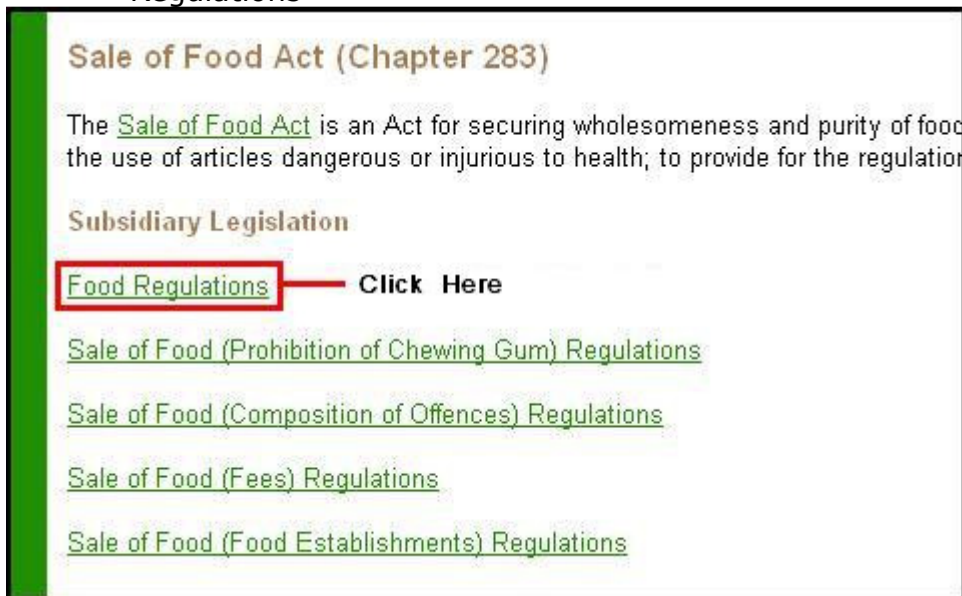 Regulations
Sale of Food Act (Chapter 283)
The Sale of Food Act is an Act for securing wholesomeness and purity of food
the use of articles dangerous or injurious to health; to provide for the regulation
Subsidiary Legislation
Food Regulations Click Here
Sale of Food (Prohibition of Chewing Gum) Regulations
Sale of Food (Composition of Offences) Regulations
Sale of Food (Fees) Regulations
Sale of Food (Food Establishments) Regulations